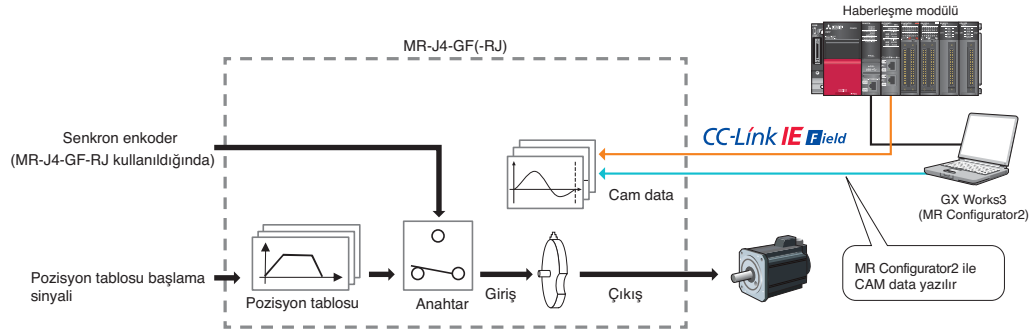 Haberleşme modülü
MR-J4-GF(-RJ)
Senkron enkoder
(MR-J4-GF-RJ kullanıldığında)
CC-Link IE Field
Cam data
GX Works3
(MR Configurator2)
MR Configurator2 ile
CAM data yazılır
Pozisyon tablosu başlama
sinyali
Pozisyon tablosu
Anahtar
Giriş
Çıkış